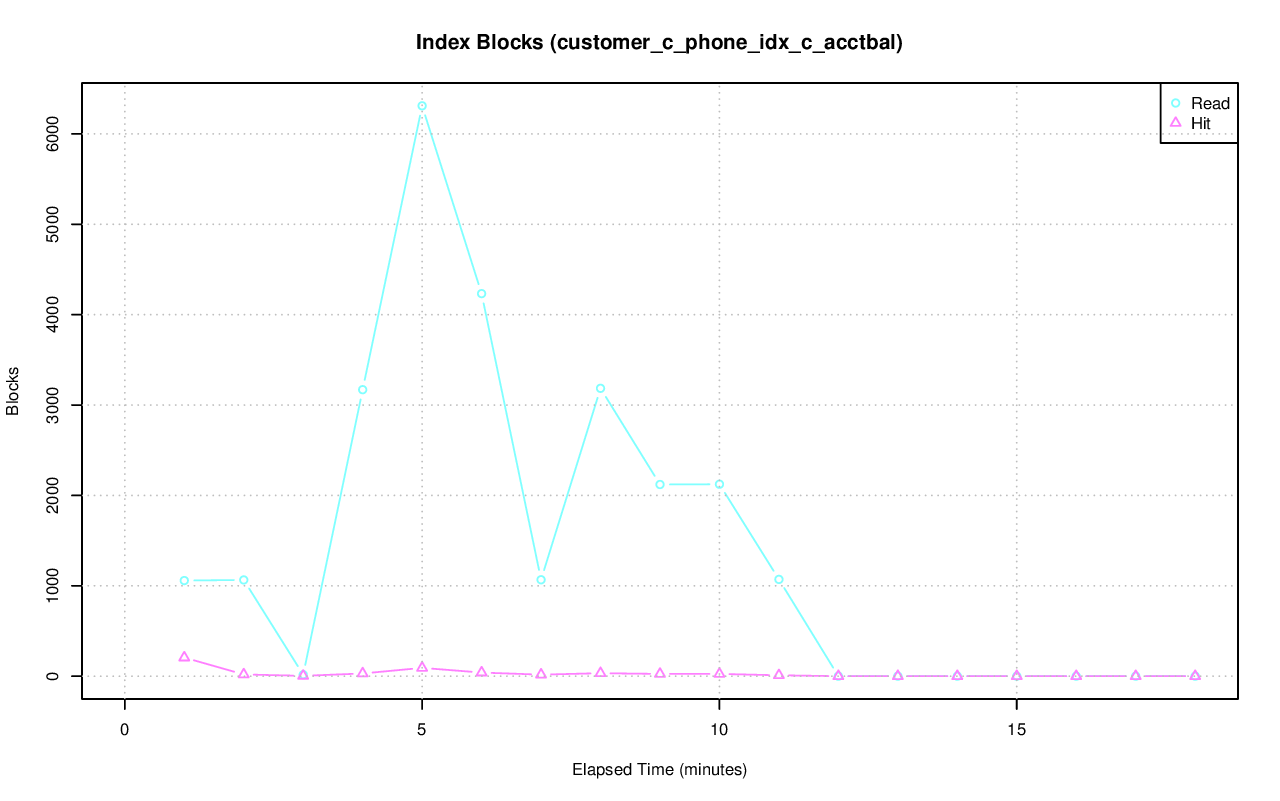 Index Blocks (customer_c_phone_idx_c_acctbal)
Read
Hit
6000
5000
4000
3000
2000
1000
0
Blocks
0 5 10 15
Elapsed Time (minutes)